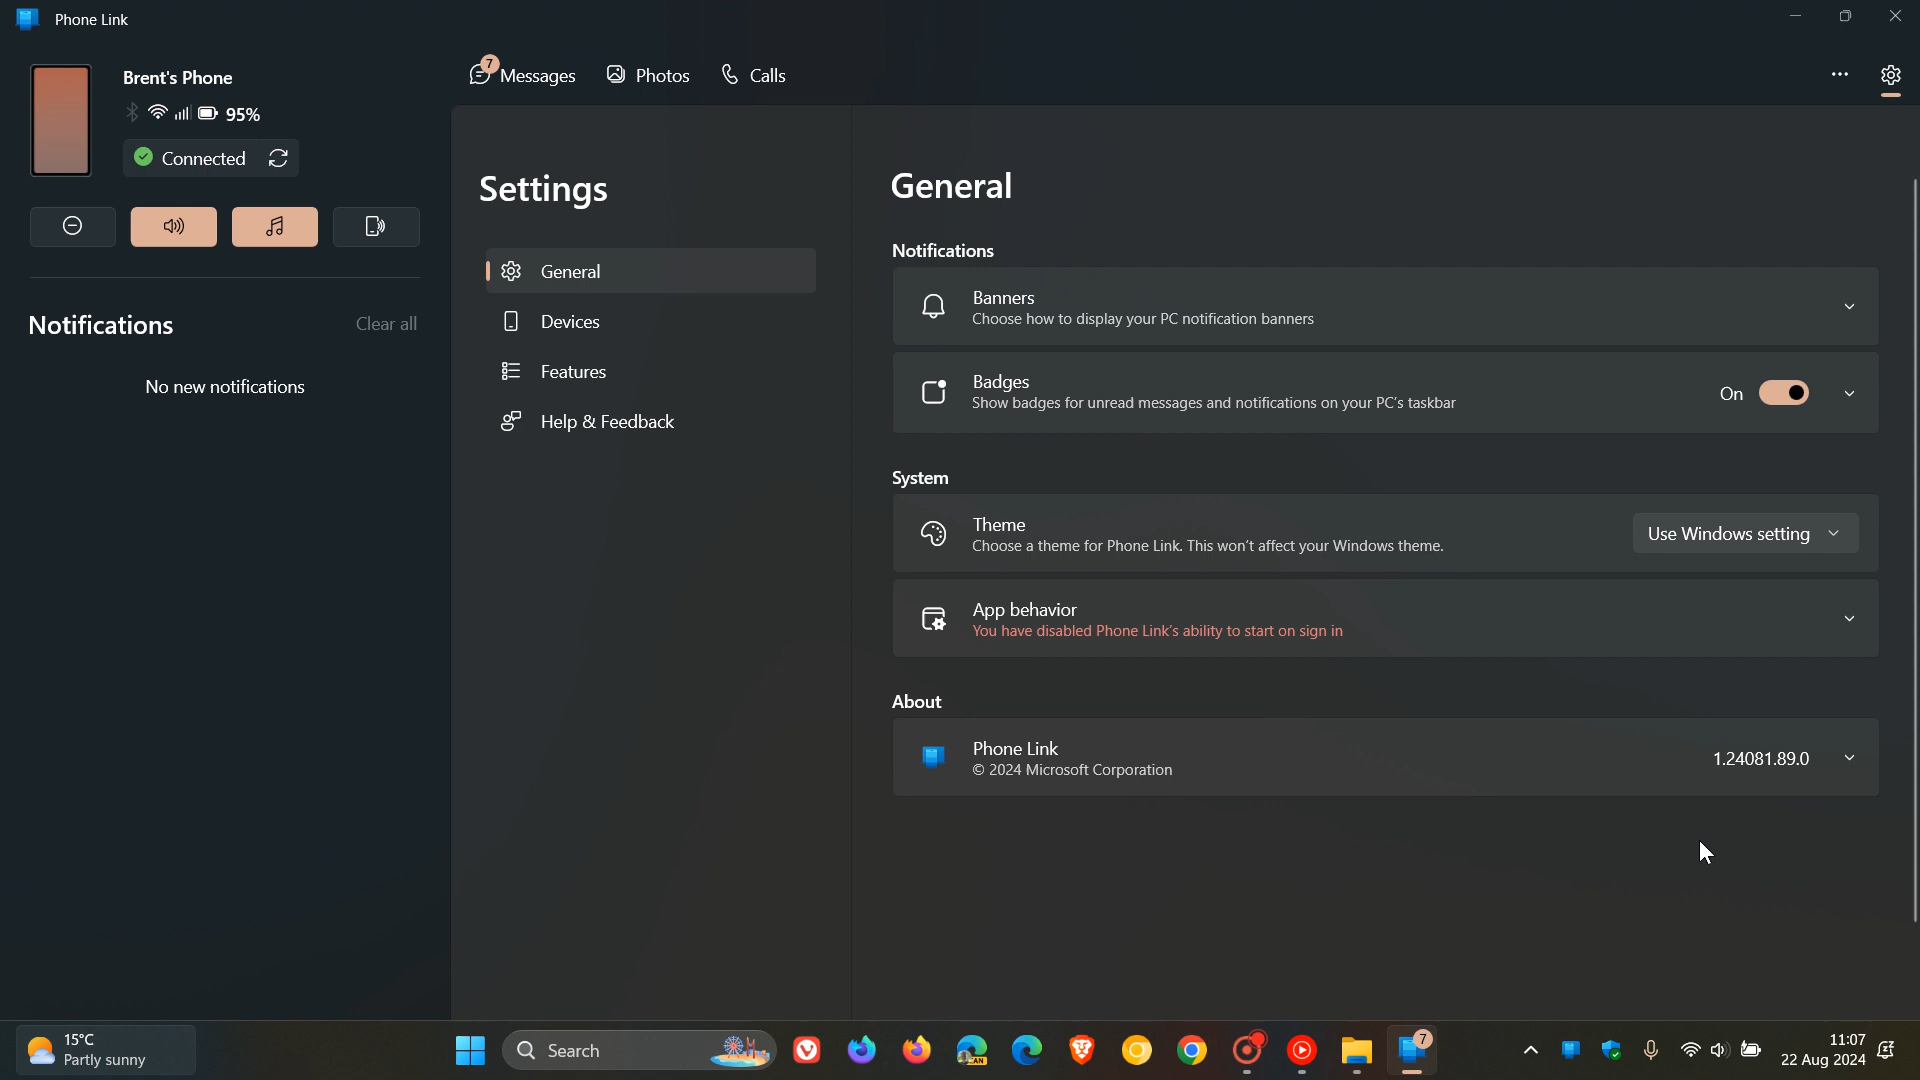 Phone Link
Brent's Phone
95%
Connected
Notifications
Clear all
No new notifications
7
Messages
Photos
Calls
Settings
General
Devices
Features
Help & Feedback
General
Notifications
Banners
Choose how to display your PC notification banners
Badges
Show badges for unread messages and notifications on your PC's taskbar
On
System
Theme
Choose a theme for Phone Link. This won't affect your Windows theme.
Use Windows setting
App behavior
You have disabled Phone Link's ability to start on sign in
About
Phone Link
© 2024 Microsoft Corporation
1.24081.89.0
15°C
Partly sunny
Search
CAN
7
11:07
22 Aug 2024